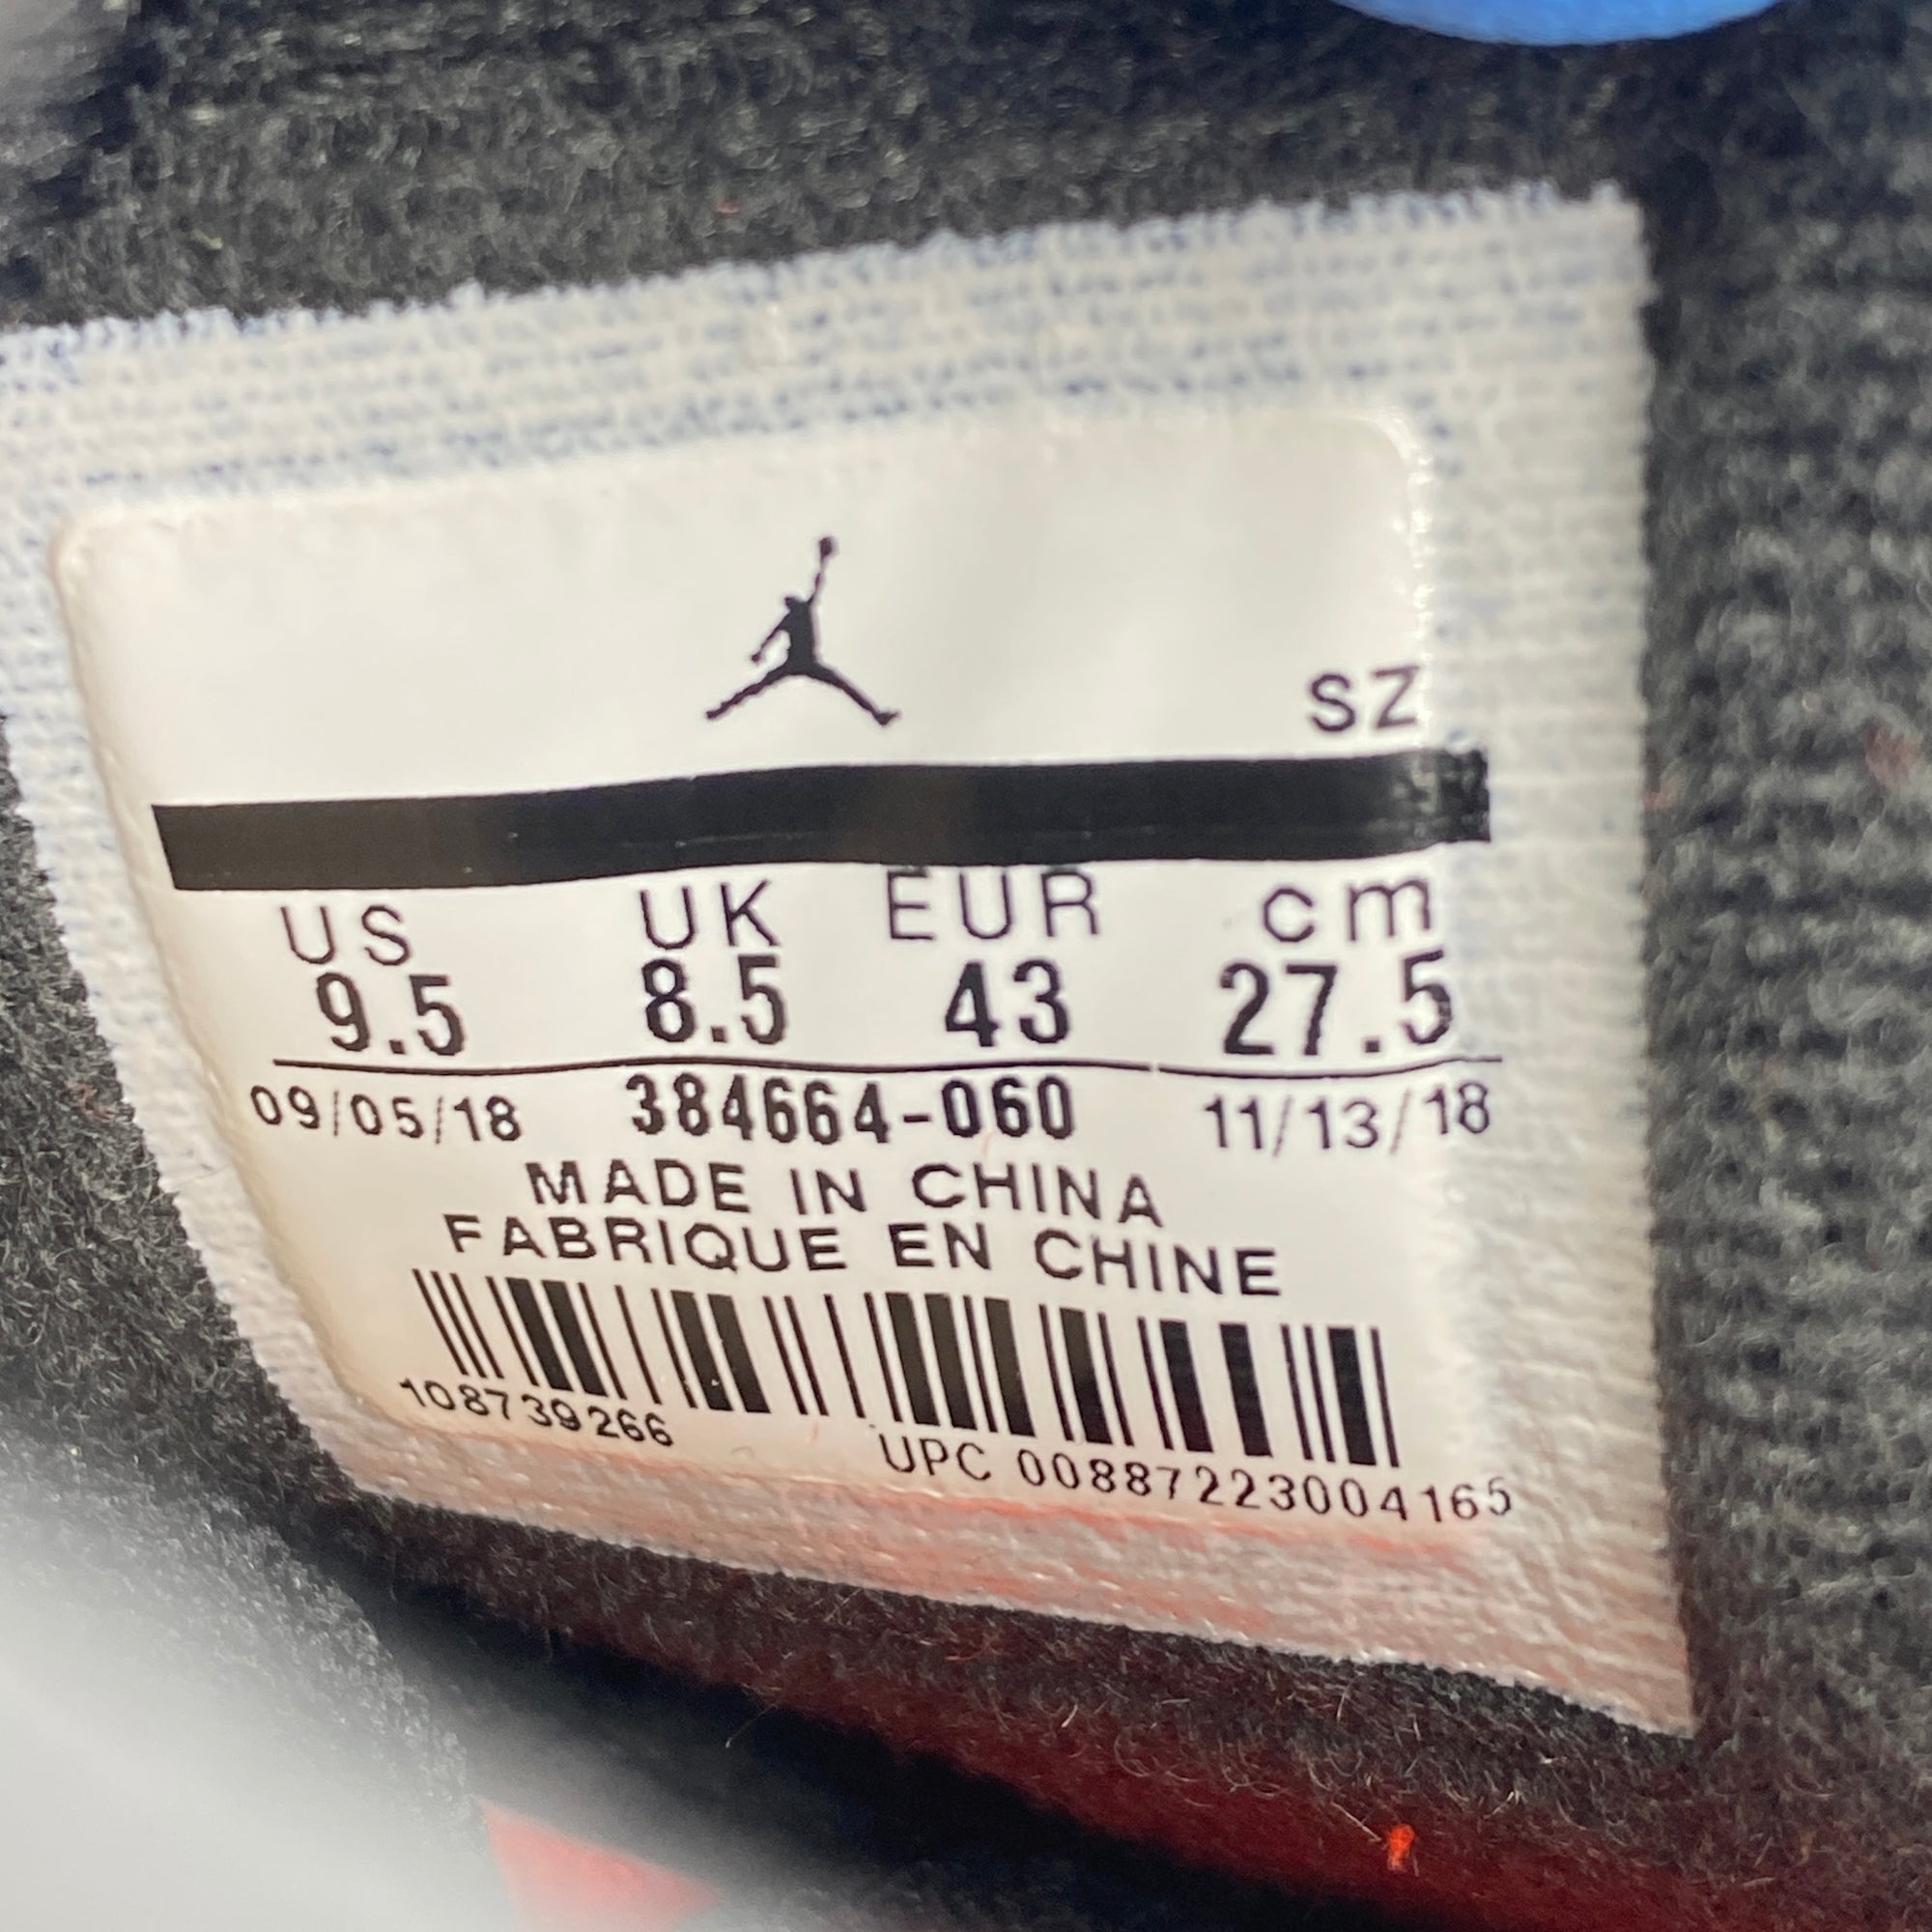 SZ
US UK EUR cm
9.5 8.5 43 27.5
09/05/18 384664-060 11/13/18
MADE IN CHINA
FABRIQUE EN CHINE
108739266
UPC 00887223004165